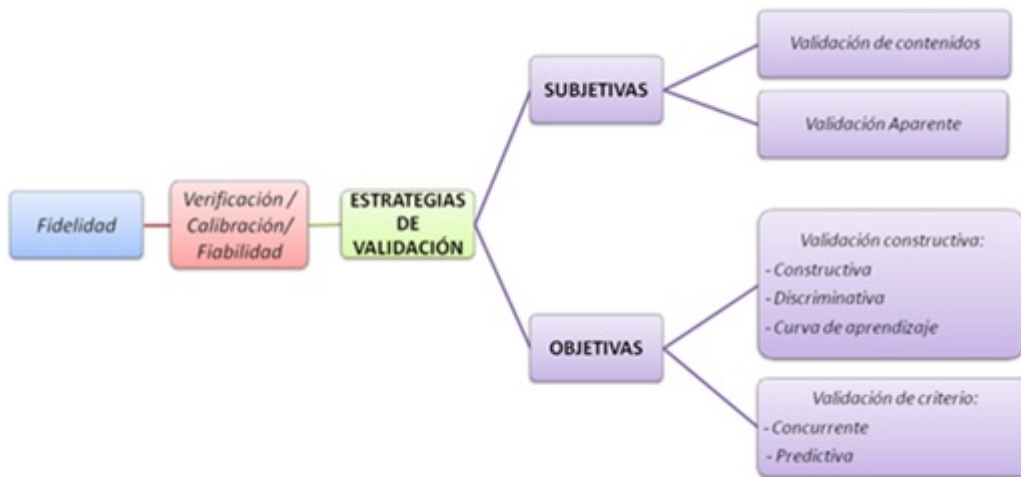 Fidelidad
Verificación /
Calibración/
Fiabilidad
ESTRATEGIAS
DE
VALIDACIÓN
SUBJETIVAS
Validación de contenidos
Validación Aparente
OBJETIVAS
Validación constructiva:
- Constructiva
- Discriminativa
- Curva de aprendizaje
Validación de criterio:
- Concurrente
- Predictiva